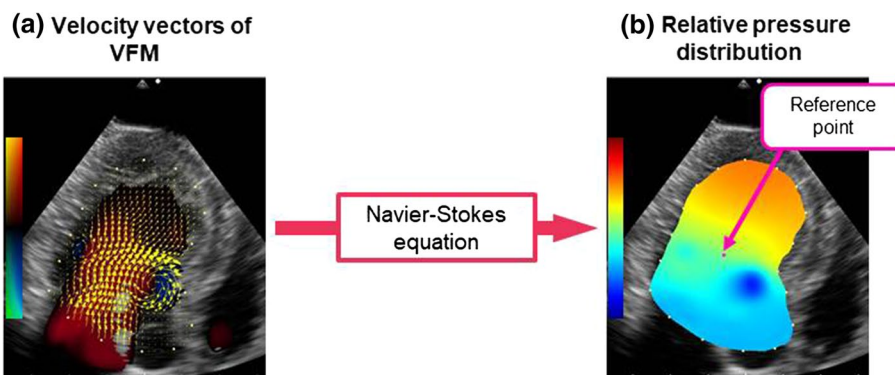 (a) Velocity vectors of
VFM
(b) Relative pressure
distribution
Reference
point
Navier-Stokes
equation